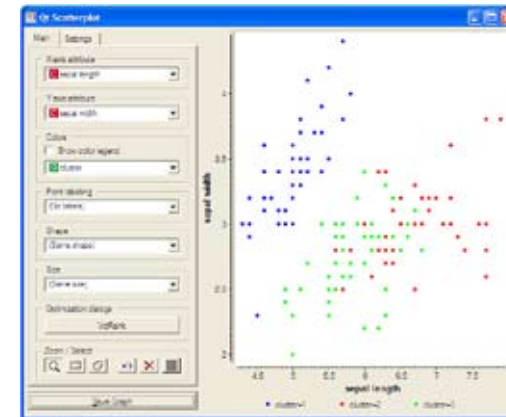 Qt Scatterplot
Main Settings
X-axis attribute
sepal length
Y-axis attribute
sepal width
Colors
Show color legend
cluster
Point labelling
(No labels)
Shape
(Same shape)
Size
(Same size)
Optimization dialogs
VizRank
Zoom / Select
Save Graph
sepal width
4
3.5
3
2.5
2
4.5 5 5.5 6 6.5 7 7.5
sepal length
cluster=1 cluster=2 cluster=3